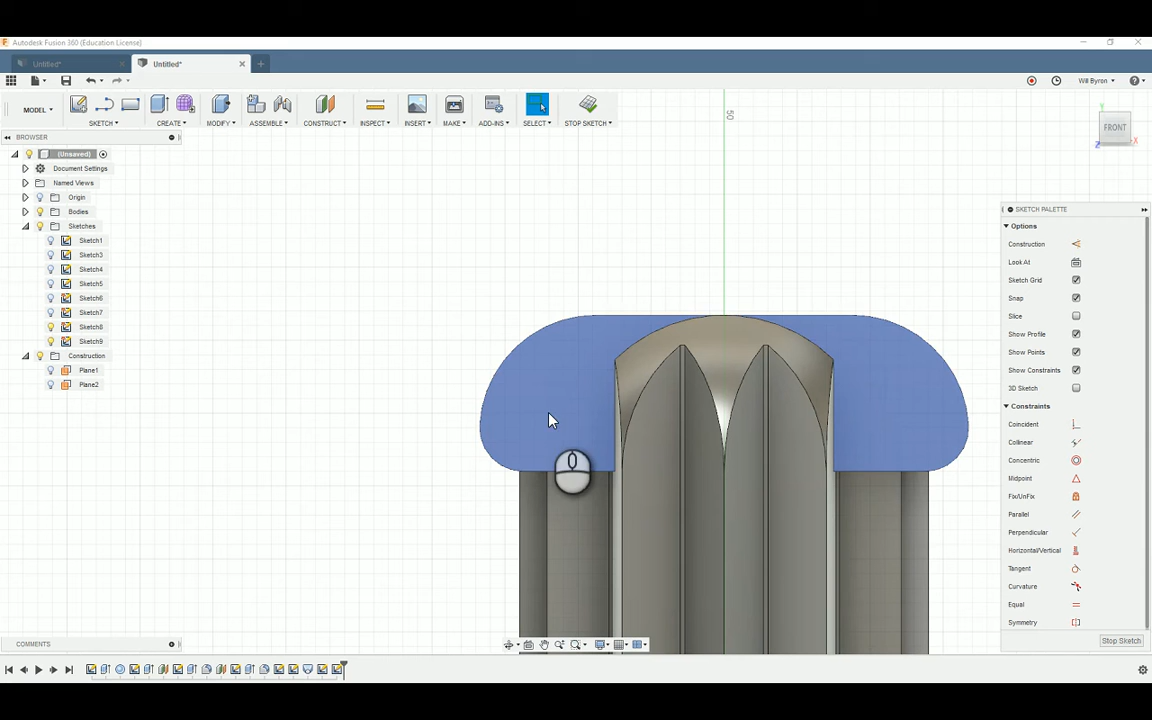 Autodesk Fusion 360 (Education License)
Untitled*
Untitled*
Will Byron
MODEL
SKETCH
CREATE
MODIFY
ASSEMBLE
CONSTRUCT
INSPECT
INSERT
MAKE
ADD-INS
SELECT
STOP SKETCH
BROWSER
(Unsaved)
Document Settings
Named Views
Origin
Bodies
Sketches
Sketch1
Sketch3
Sketch4
Sketch5
Sketch6
Sketch7
Sketch8
Sketch9
Construction
Plane1
Plane2
50
Y
FRONT
Z
X
SKETCH PALETTE
Options
Construction
Look At
Sketch Grid
Snap
Slice
Show Profile
Show Points
Show Constraints
3D Sketch
Constraints
Coincident
Collinear
Concentric
Midpoint
Fix/UnFix
Parallel
Perpendicular
Horizontal/Vertical
Tangent
Curvature
Equal
Symmetry
Stop Sketch
COMMENTS